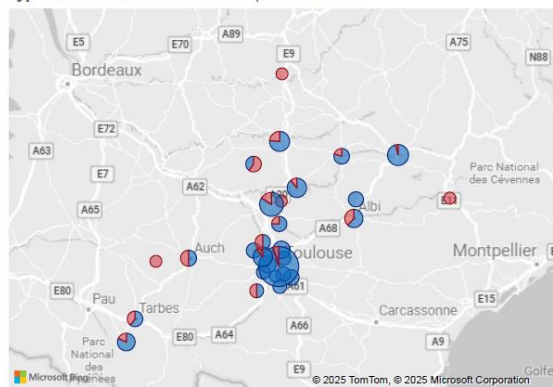 A89
E5
E70
E9
A75
N88
Bordeaux
E72
A63
E7
Parc National
des Cévennes
A62
Albi
A65
A68
Auch
Toulouse
Montpellier
E80
A61
E15
Pau
Tarbes
A64
Carcassonne
E80
A66
A9
Parc
National
des
Pyrénées
E9
Microsoft Bing
© 2025 TomTom, © 2025 Microsoft Corporation
Golfe